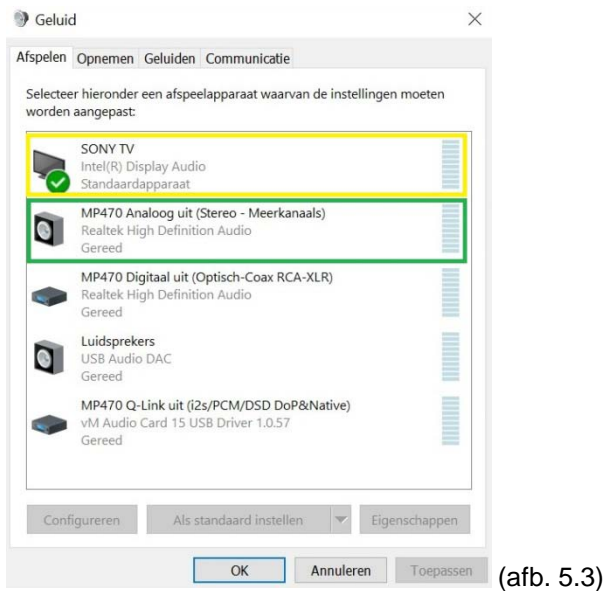 Geluid
Afspelen Opnemen Geluiden Communicatie
Selecteer hieronder een afspeelapparaat waarvan de instellingen moeten
worden aangepast:
SONY TV
Intel(R) Display Audio
Standaardapparaat
MP470 Analoog uit (Stereo - Meerkanaals)
Realtek High Definition Audio
Gereed
MP470 Digitaal uit (Optisch-Coax RCA-XLR)
Realtek High Definition Audio
Gereed
Luidsprekers
USB Audio DAC
Gereed
MP470 Q-Link uit (i2s/PCM/DSD DoP&Native)
vM Audio Card 15 USB Driver 1.0.57
Gereed
Configureren Als standaard instellen Eigenschappen
OK Annuleren Toepassen
(afb. 5.3)